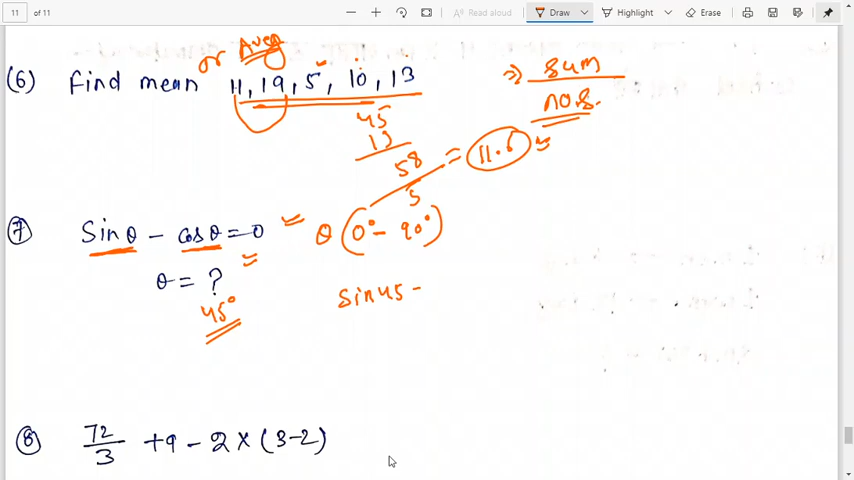 11 of 11
Read aloud Draw Highlight Erase
or Aveg
(6) Find mean 11, 19, 5, 10, 13
⇒ sum
nos.
45
13
58
5
= 11.6
(7) Sinθ - cosθ = 0 θ (0° - 90°)
θ = ?
45°
sin45 -
(8) 72/3 + 9 - 2 × (3-2)